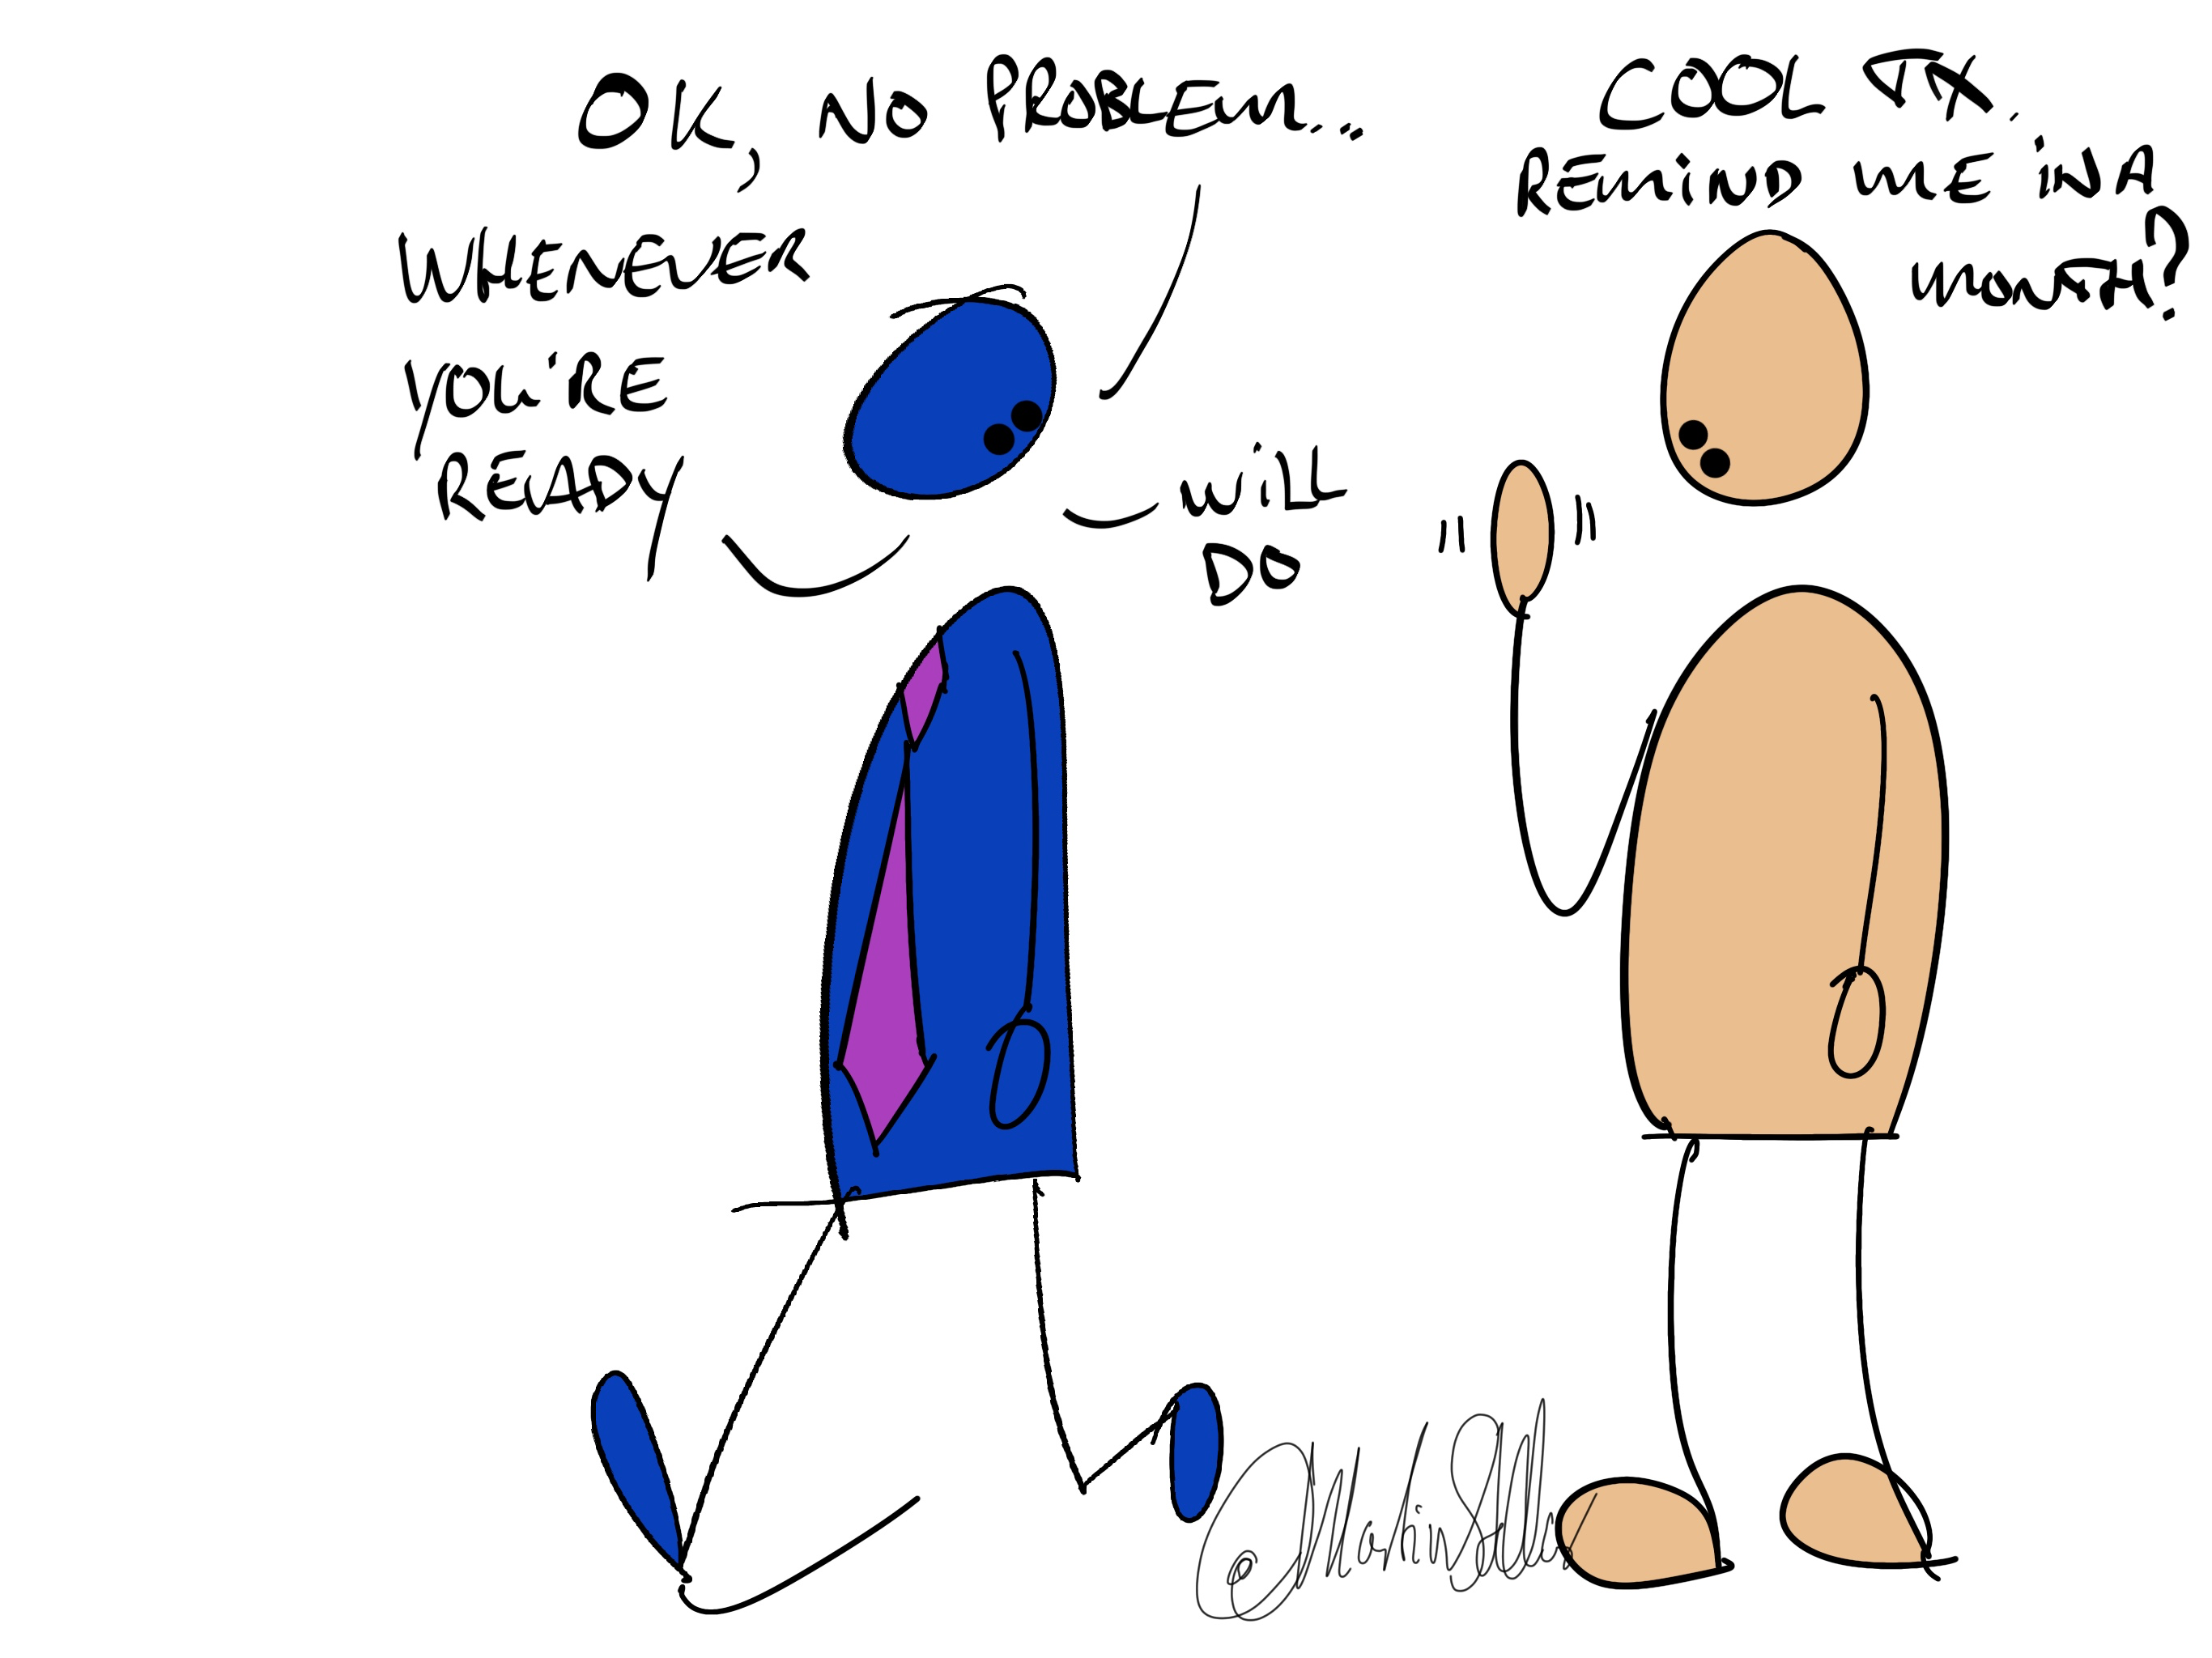 OK, NO PROBLEM...
WHENEVER
YOU'RE
READY
COOL TX.
REMIND ME IN A
MONTH?
WILL
DO